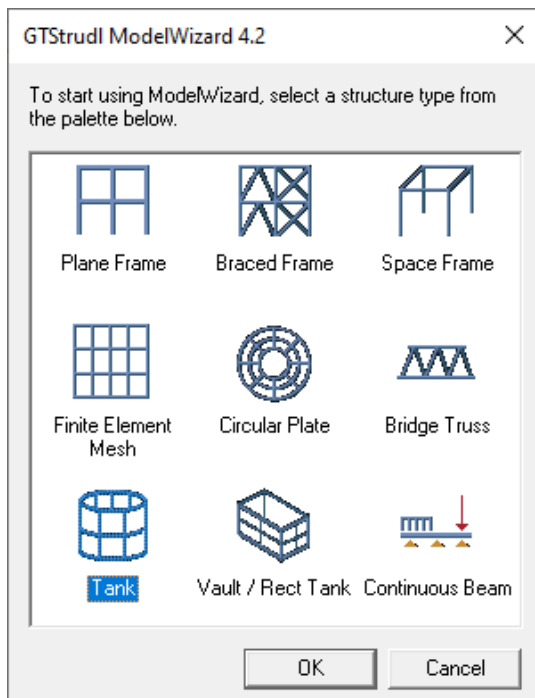 GTStrudl ModelWizard 4.2
To start using ModelWizard, select a structure type from
the palette below.
Plane Frame
Braced Frame
Space Frame
Finite Element
Mesh
Circular Plate
Bridge Truss
Tank
Vault / Rect Tank
Continuous Beam
OK
Cancel